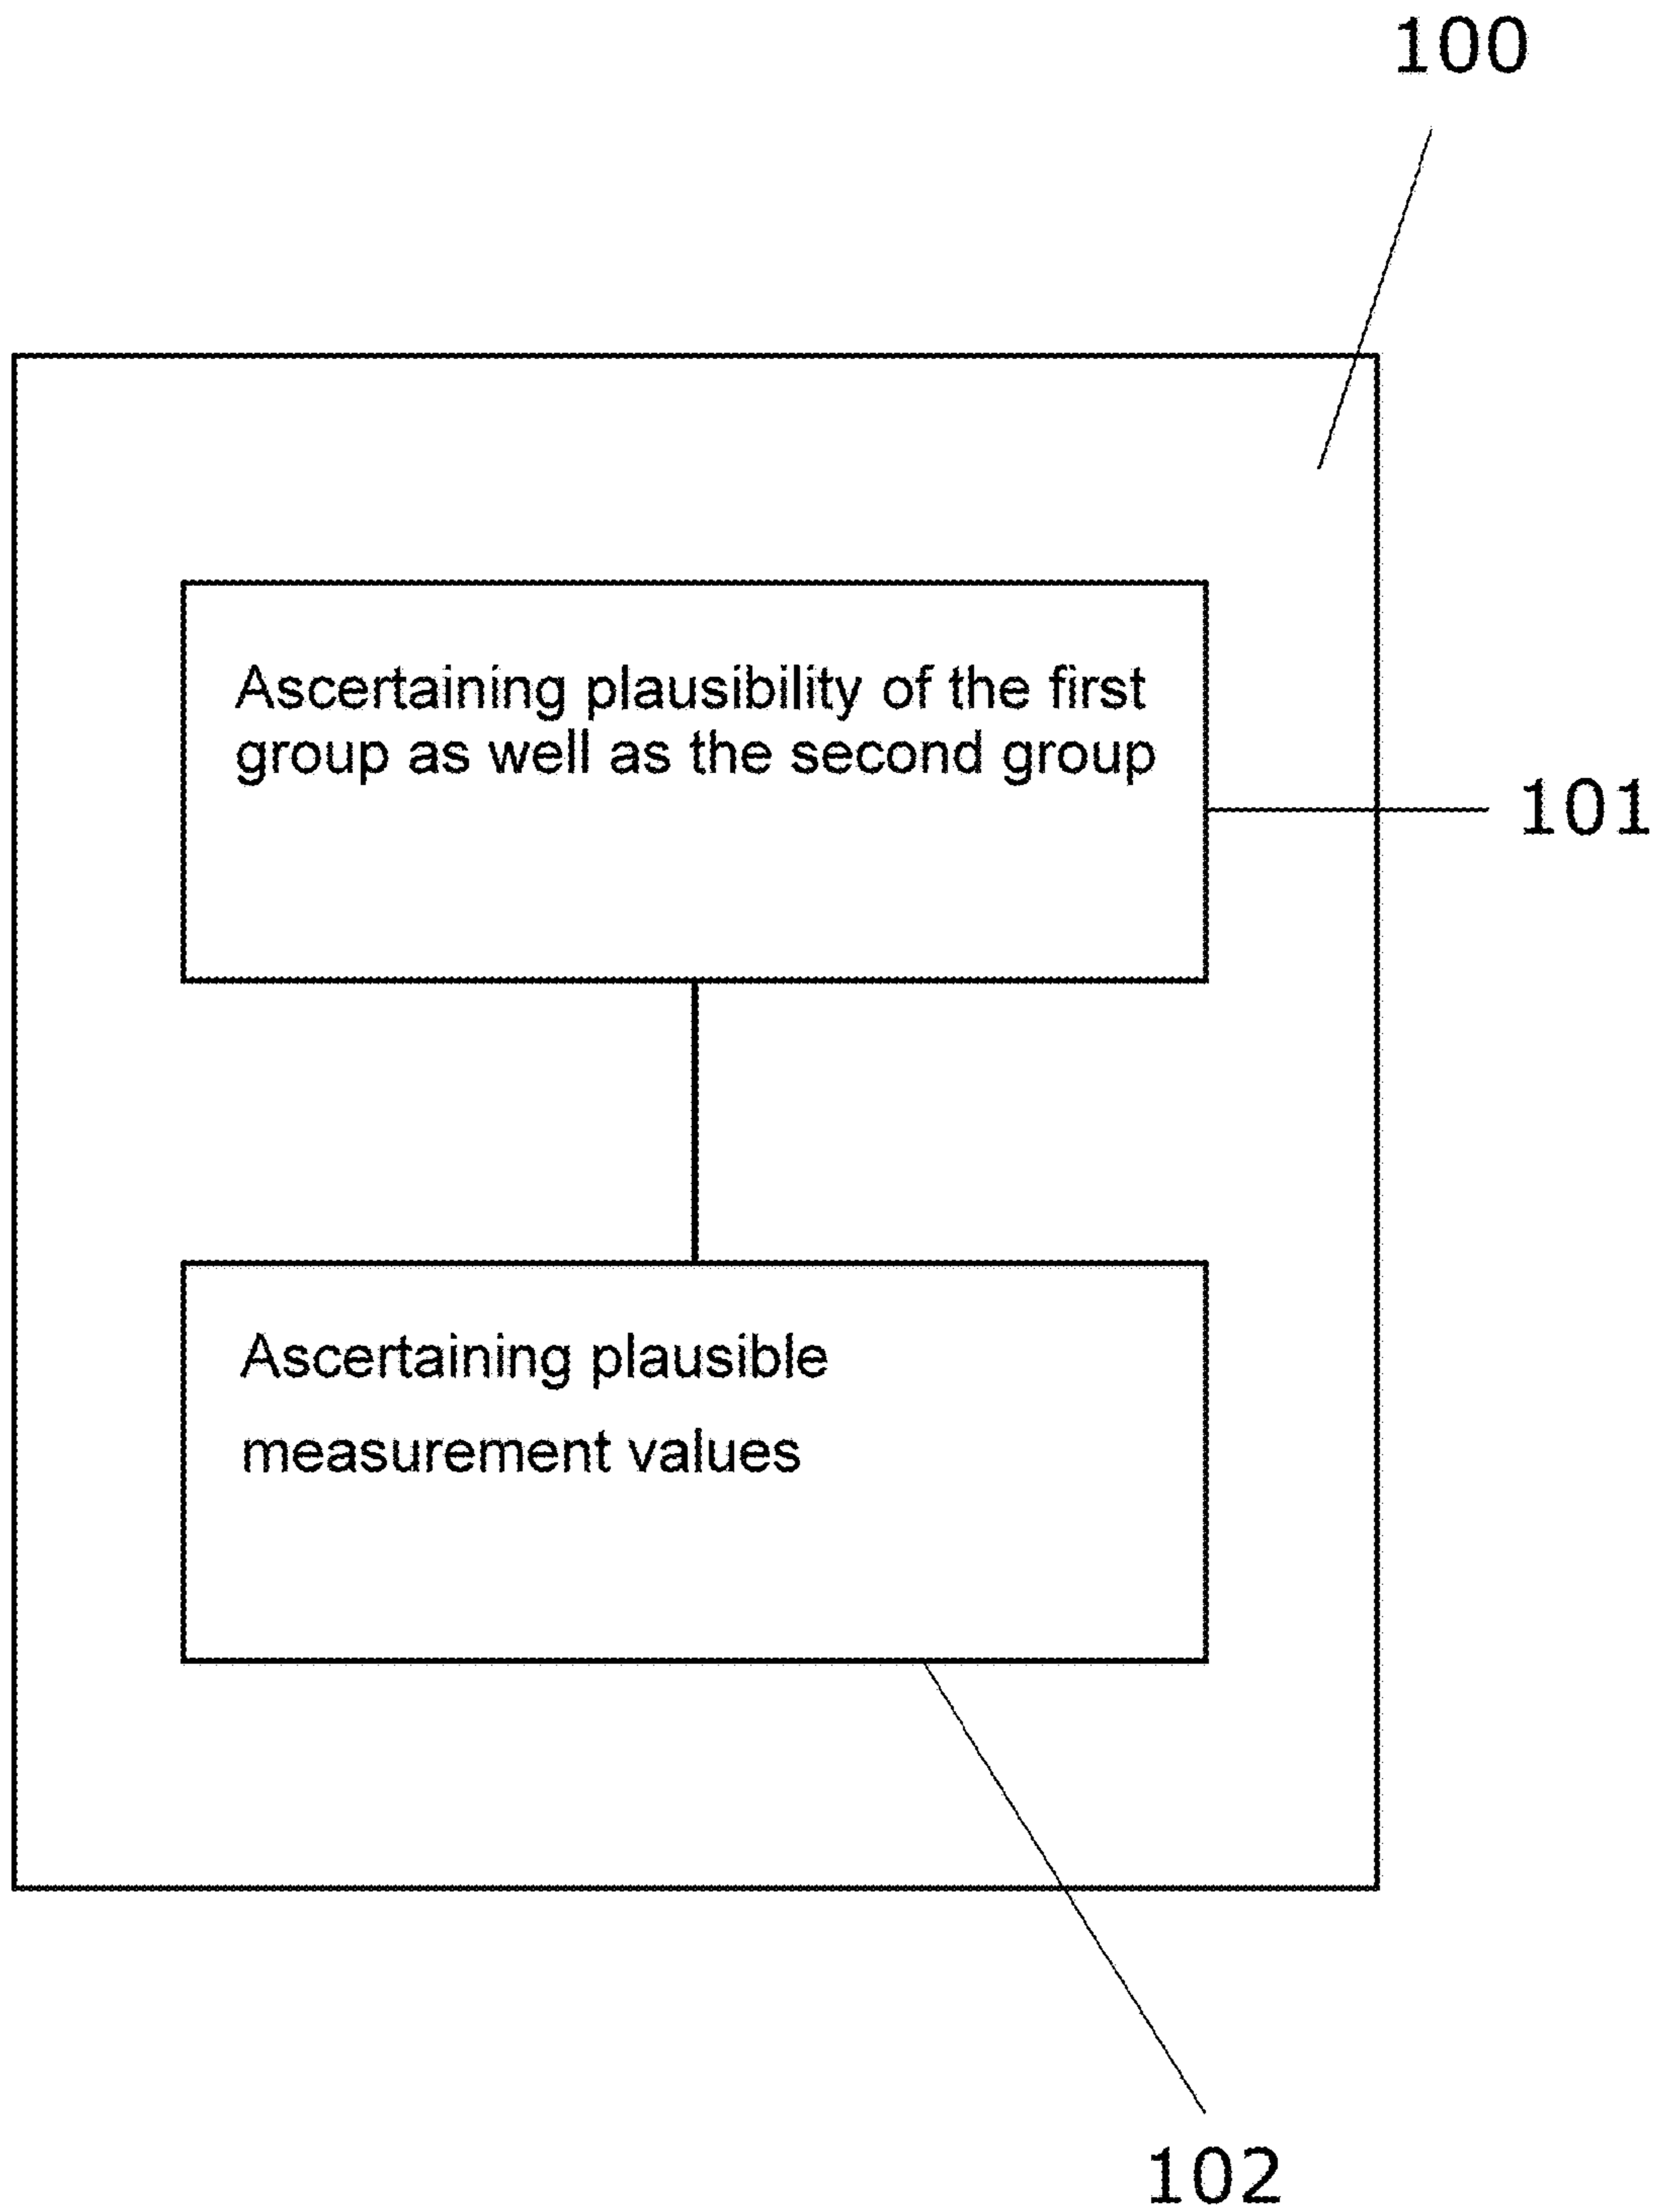 100
Ascertaining plausibility of the first
group as well as the second group
101
Ascertaining plausible
measurement values
102